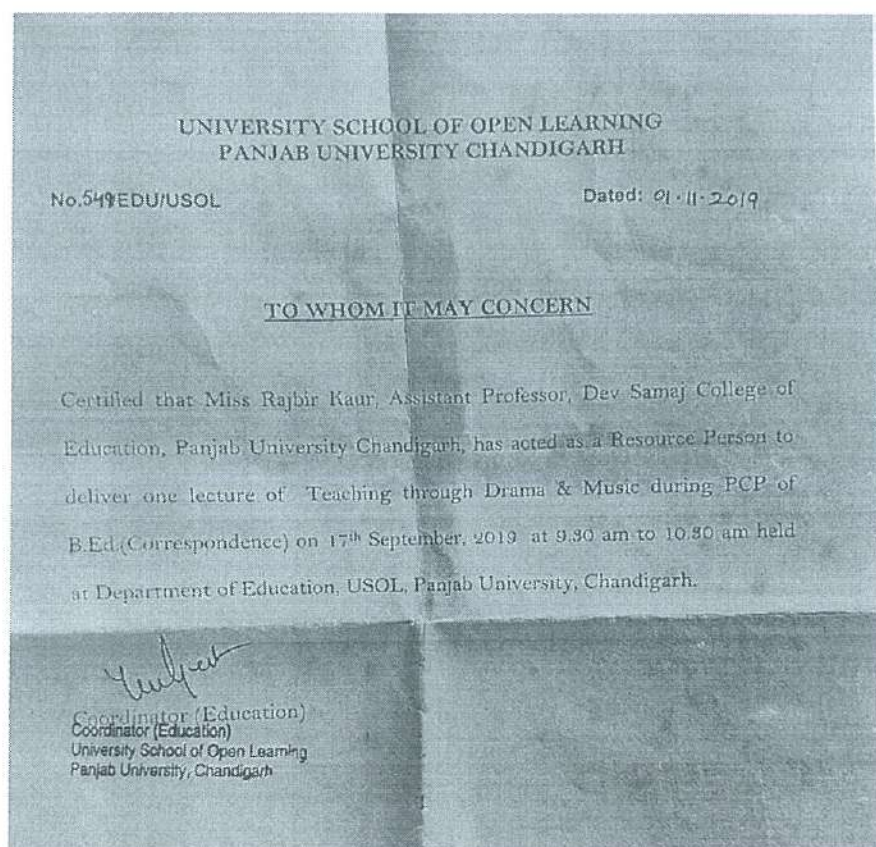 UNIVERSITY SCHOOL OF OPEN LEARNING
PANJAB UNIVERSITY CHANDIGARH
No.549EDU/USOL Dated: 01-11-2019
TO WHOM IT MAY CONCERN
Certified that Miss Rajbir Kaur, Assistant Professor, Dev Samaj College of
Education, Panjab University Chandigarh, has acted as a Resource Person to
deliver one lecture of Teaching through Drama & Music during PCP of
B.Ed.(Correspondence) on 17th September, 2019 at 9.30 am to 10.30 am held
at Department of Education, USOL, Panjab University, Chandigarh.
Coordinator (Education)
Coordinator (Education)
University School of Open Learning
Panjab University, Chandigarh